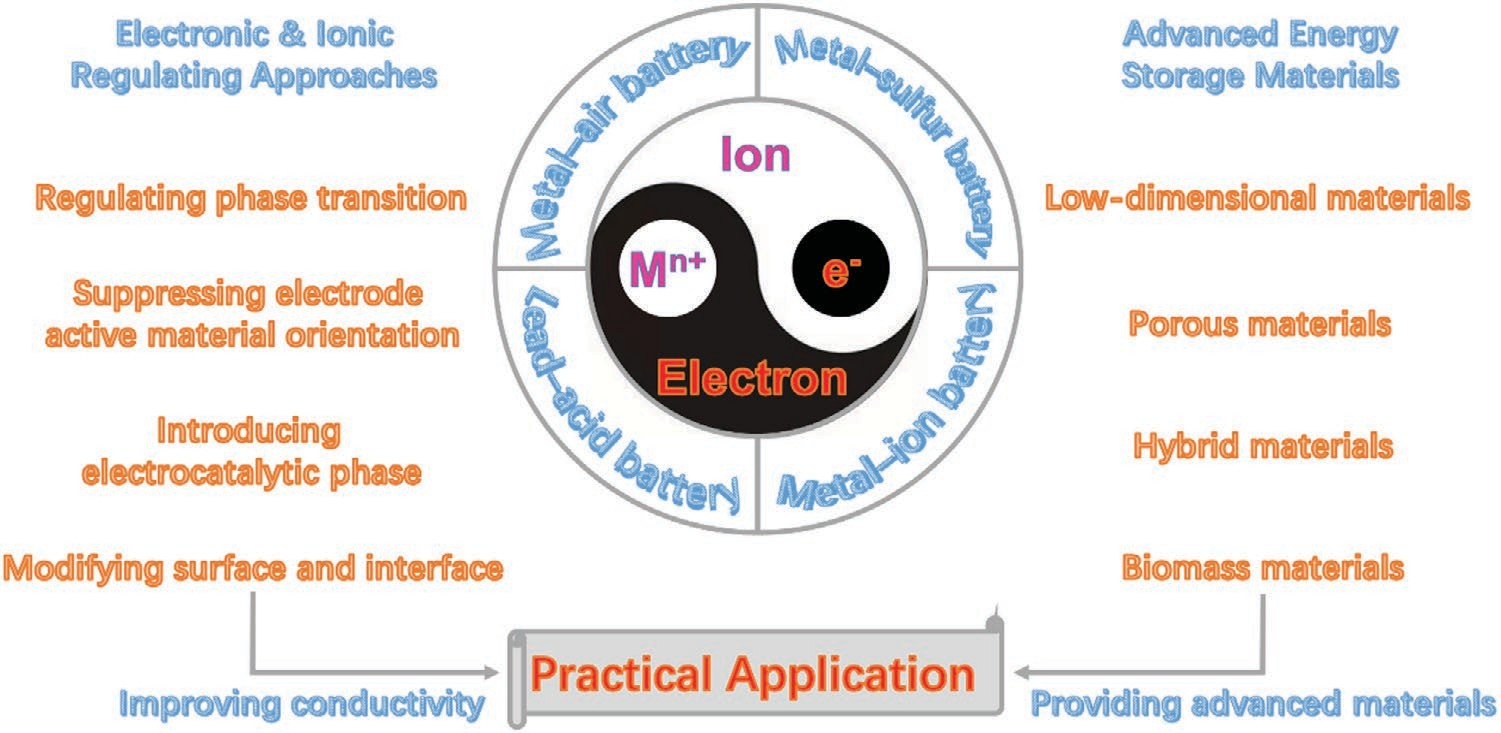 Electronic & Ionic
Regulating Approaches
Regulating phase transition
Suppressing electrode
active material orientation
Introducing
electrocatalytic phase
Modifying surface and interface
Improving conductivity
Metal–air battery
Metal–sulfur battery
Lead–acid battery
Metal–ion battery
Ion
Mⁿ⁺
e⁻
Electron
Practical Application
Advanced Energy
Storage Materials
Low-dimensional materials
Porous materials
Hybrid materials
Biomass materials
Providing advanced materials